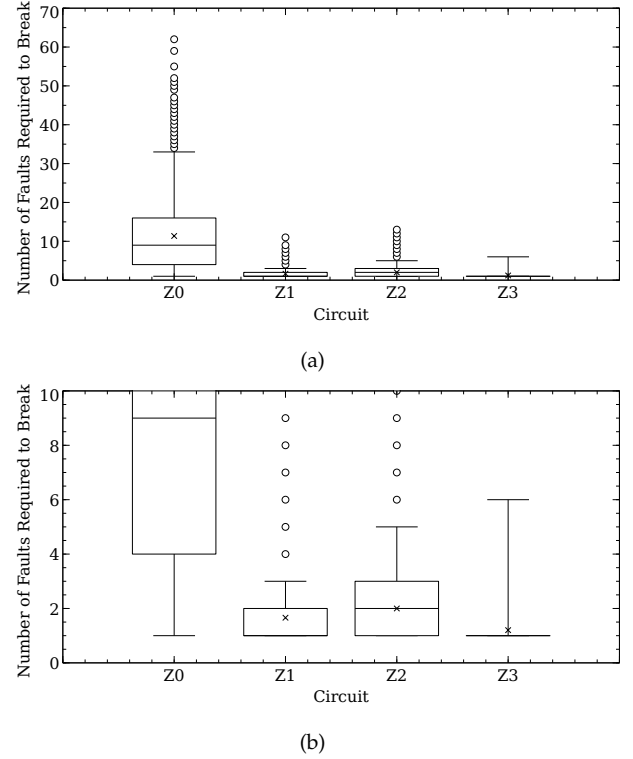 Number of Faults Required to Break
70
60
50
40
30
20
10
0
Z0 Z1 Z2 Z3
Circuit
(a)
Number of Faults Required to Break
10
8
6
4
2
0
Z0 Z1 Z2 Z3
Circuit
(b)